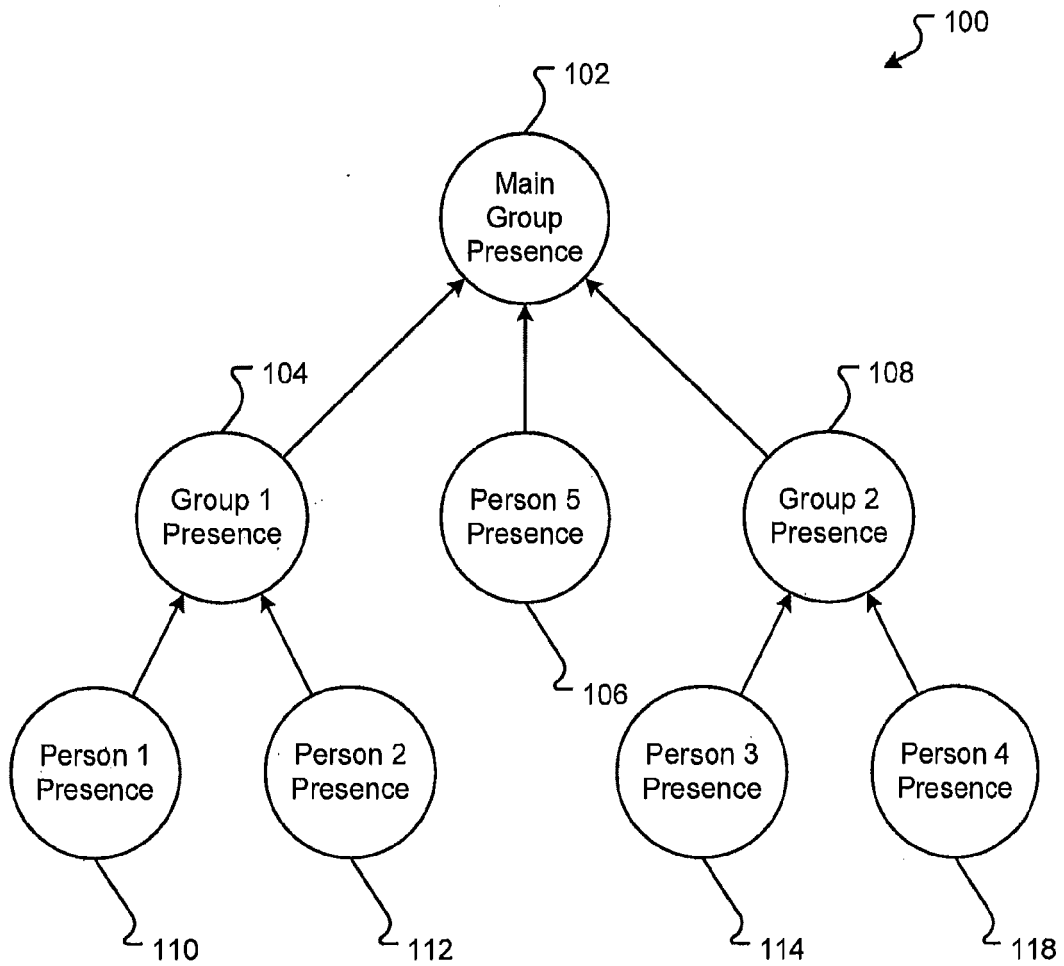 100
102
Main
Group
Presence
104
108
Group 1
Presence
Person 5
Presence
Group 2
Presence
106
Person 1
Presence
Person 2
Presence
Person 3
Presence
Person 4
Presence
110
112
114
118